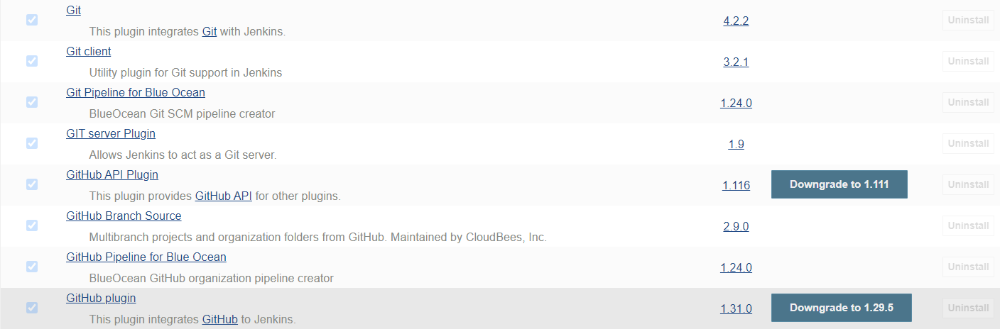 Git
This plugin integrates Git with Jenkins.
4.2.2
Uninstall
Git client
Utility plugin for Git support in Jenkins
3.2.1
Uninstall
Git Pipeline for Blue Ocean
BlueOcean Git SCM pipeline creator
1.24.0
Uninstall
GIT server Plugin
Allows Jenkins to act as a Git server.
1.9
Uninstall
GitHub API Plugin
This plugin provides GitHub API for other plugins.
1.116
Downgrade to 1.111
Uninstall
GitHub Branch Source
Multibranch projects and organization folders from GitHub. Maintained by CloudBees, Inc.
2.9.0
Uninstall
GitHub Pipeline for Blue Ocean
BlueOcean GitHub organization pipeline creator
1.24.0
Uninstall
GitHub plugin
This plugin integrates GitHub to Jenkins.
1.31.0
Downgrade to 1.29.5
Uninstall